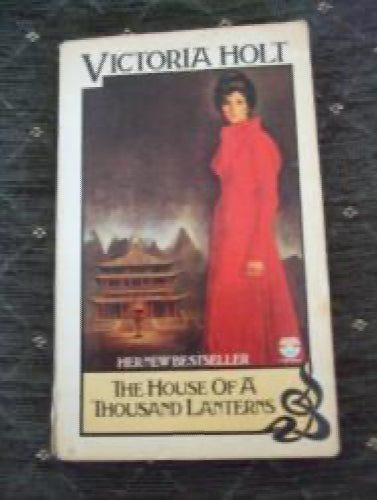 VICTORIA HOLT
HER NEW BESTSELLER
THE HOUSE OF A
THOUSAND LANTERNS